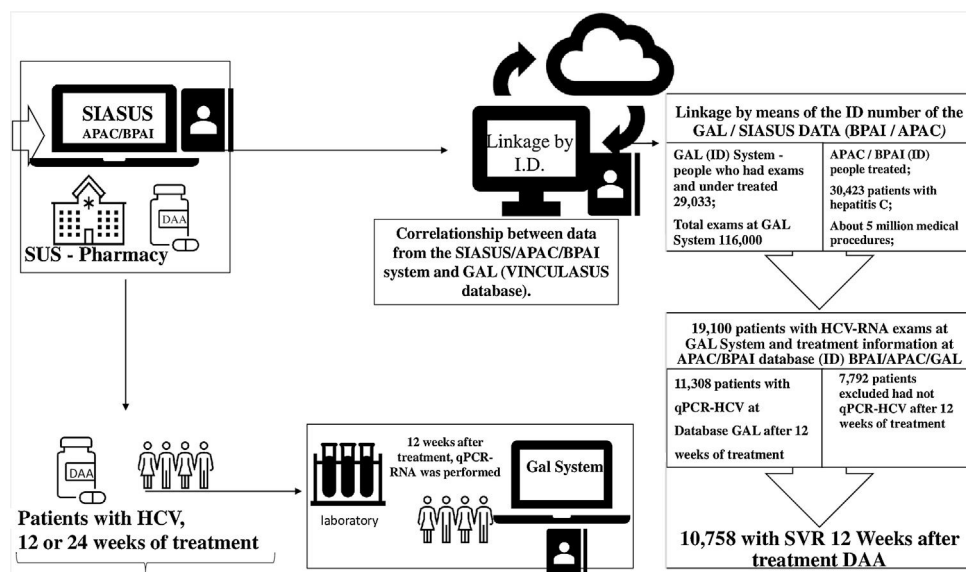 SIASUS
APAC/BPAI
DAA
SUS - Pharmacy
Linkage by
I.D.
Correlationship between data
from the SIASUS/APAC/BPAI
system and GAL (VINCULASUS
database).
Linkage by means of the ID number of the
GAL / SIASUS DATA (BPAI / APAC)
GAL (ID) System -
people who had exams
and under treated
29,033;
Total exams at GAL
System 116,000
APAC / BPAI (ID)
people treated;
30,423 patients with
hepatitis C;
About 5 million medical
procedures;
19,100 patients with HCV-RNA exams at
GAL System and treatment information at
APAC/BPAI database (ID) BPAI/APAC/GAL
11,308 patients with
qPCR-HCV at
Database GAL after 12
weeks of treatment
7,792 patients
excluded had not
qPCR-HCV after 12
weeks of treatment
10,758 with SVR 12 Weeks after
treatment DAA
DAA
Patients with HCV,
12 or 24 weeks of treatment
laboratory
12 weeks after
treatment, qPCR-
RNA was performed
Gal System